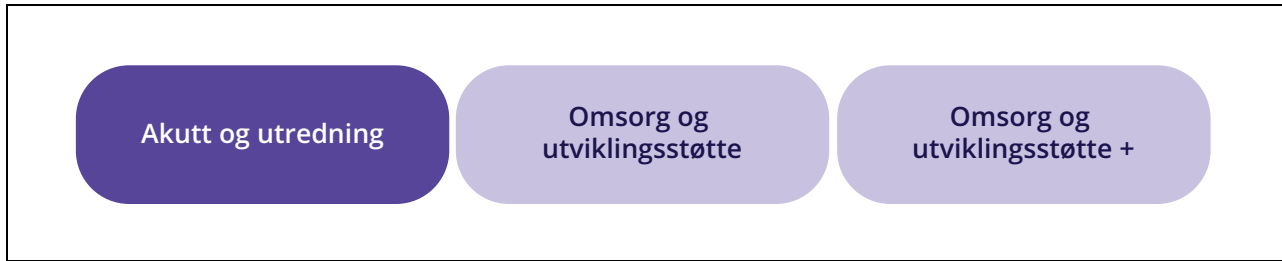 Akutt og utredning
Omsorg og
utviklingsstøtte
Omsorg og
utviklingsstøtte +